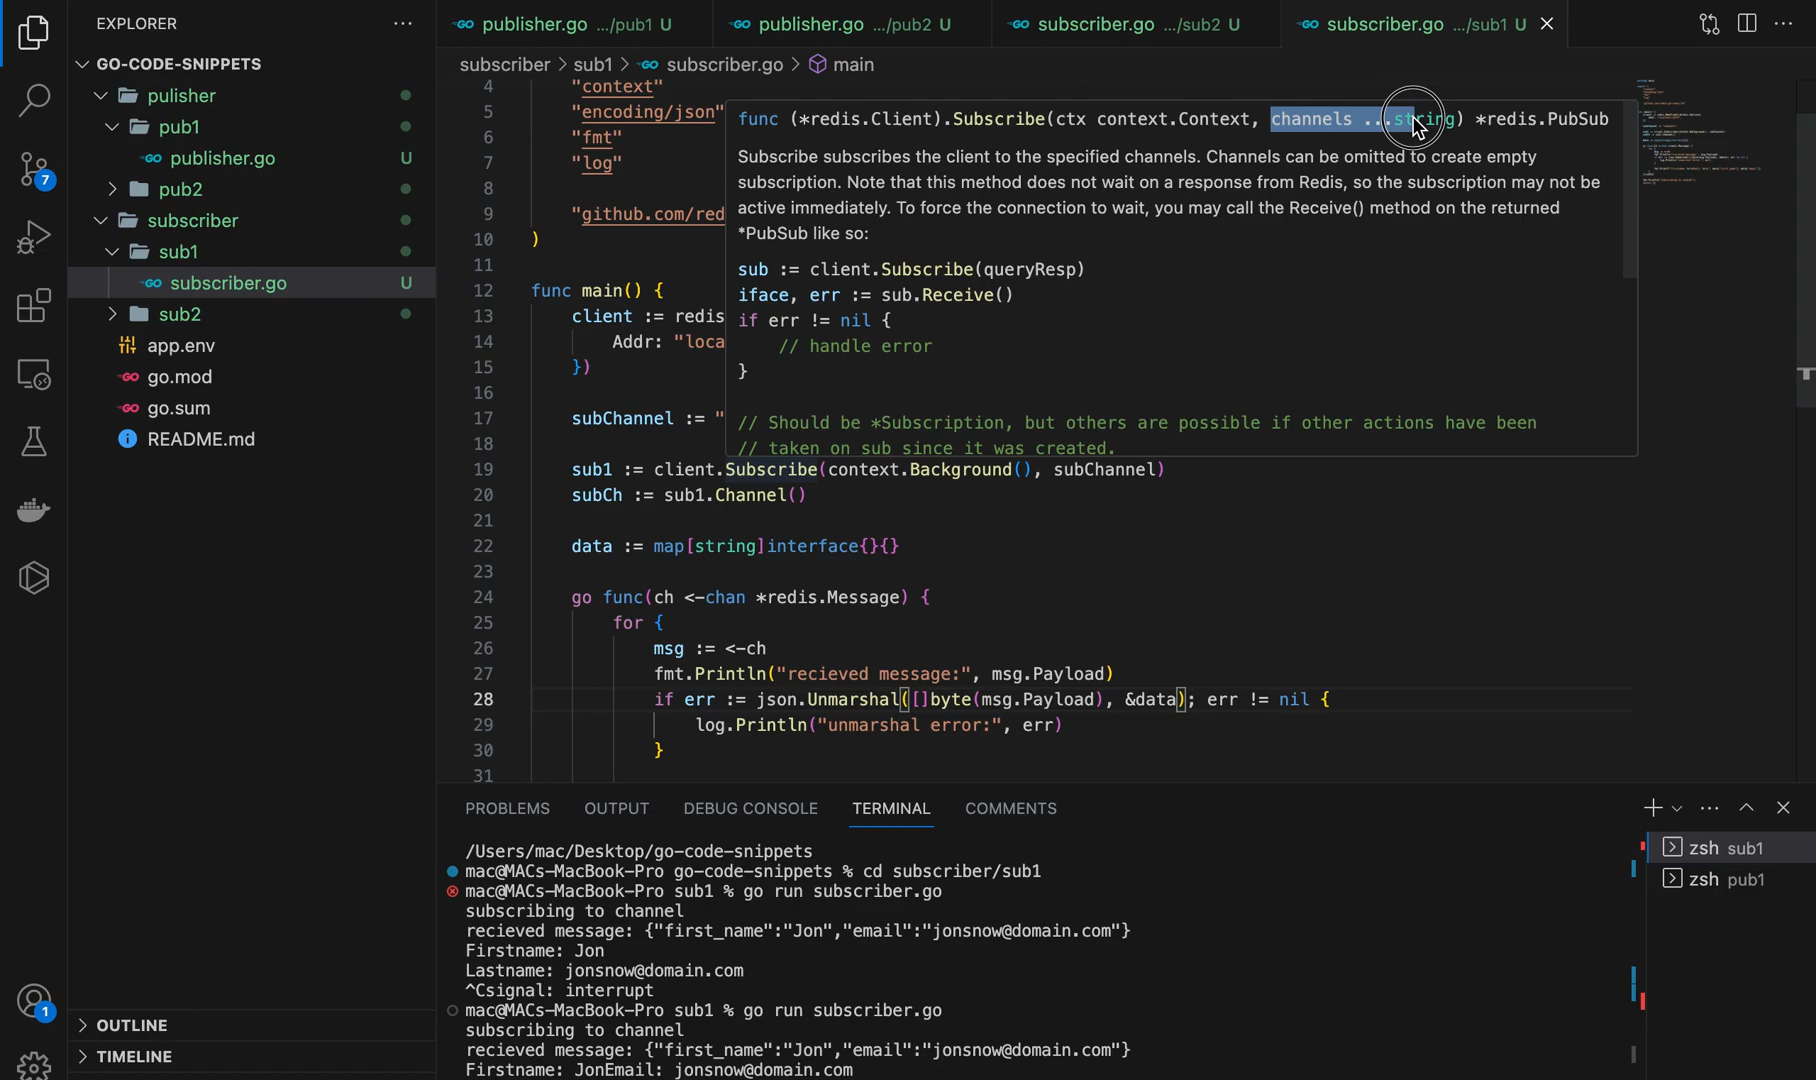 EXPLORER
GO-CODE-SNIPPETS
pulisher
pub1
publisher.go U
pub2
subscriber
sub1
subscriber.go U
sub2
app.env
go.mod
go.sum
README.md
OUTLINE
TIMELINE
7
1
publisher.go .../pub1 U
publisher.go .../pub2 U
subscriber.go .../sub2 U
subscriber.go .../sub1 U
subscriber > sub1 > subscriber.go > main
4 "context"
5 "encoding/json"
6 "fmt"
7 "log"
8
9 "github.com/red
10 )
11
12 func main() {
13 client := redis
14 Addr: "loca
15 })
16
17 subChannel := "
18
func (*redis.Client).Subscribe(ctx context.Context, channels ...string) *redis.PubSub
Subscribe subscribes the client to the specified channels. Channels can be omitted to create empty
subscription. Note that this method does not wait on a response from Redis, so the subscription may not be
active immediately. To force the connection to wait, you may call the Receive() method on the returned
*PubSub like so:
sub := client.Subscribe(queryResp)
iface, err := sub.Receive()
if err != nil {
// handle error
}
// Should be *Subscription, but others are possible if other actions have been
// taken on sub since it was created.
19 sub1 := client.Subscribe(context.Background(), subChannel)
20 subCh := sub1.Channel()
21
22 data := map[string]interface{}{}
23
24 go func(ch <-chan *redis.Message) {
25 for {
26 msg := <-ch
27 fmt.Println("recieved message:", msg.Payload)
28 if err := json.Unmarshal([]byte(msg.Payload), &data); err != nil {
29 log.Println("unmarshal error:", err)
30 }
31
PROBLEMS OUTPUT DEBUG CONSOLE TERMINAL COMMENTS
/Users/mac/Desktop/go-code-snippets
mac@MACs-MacBook-Pro go-code-snippets % cd subscriber/sub1
mac@MACs-MacBook-Pro sub1 % go run subscriber.go
subscribing to channel
recieved message: {"first_name":"Jon","email":"jonsnow@domain.com"}
Firstname: Jon
Lastname: jonsnow@domain.com
^Csignal: interrupt
mac@MACs-MacBook-Pro sub1 % go run subscriber.go
subscribing to channel
recieved message: {"first_name":"Jon","email":"jonsnow@domain.com"}
Firstname: JonEmail: jonsnow@domain.com
zsh sub1
zsh pub1